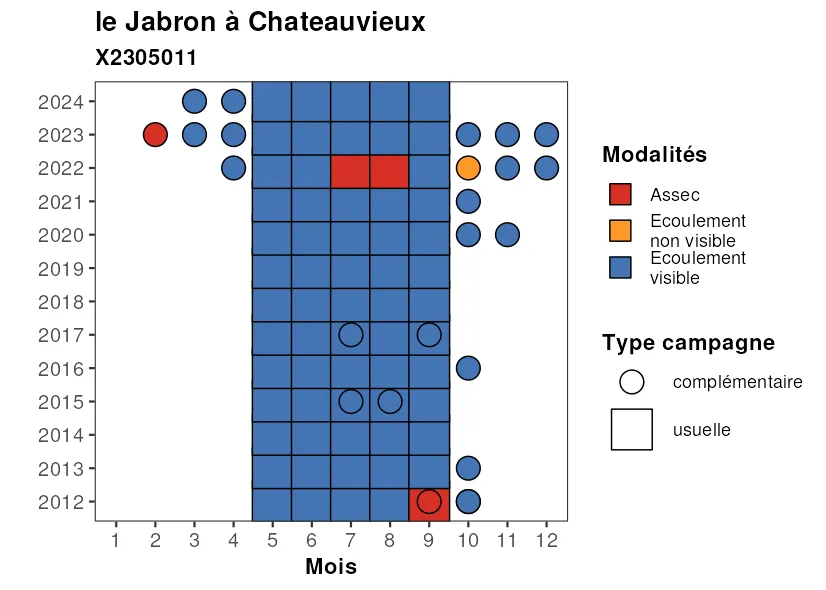 le Jabron à Chateauvieux
X2305011
2024
2023
2022
2021
2020
2019
2018
2017
2016
2015
2014
2013
2012
1 2 3 4 5 6 7 8 9 10 11 12
Mois
Modalités
Assec
Ecoulement
non visible
Ecoulement
visible
Type campagne
complémentaire
usuelle